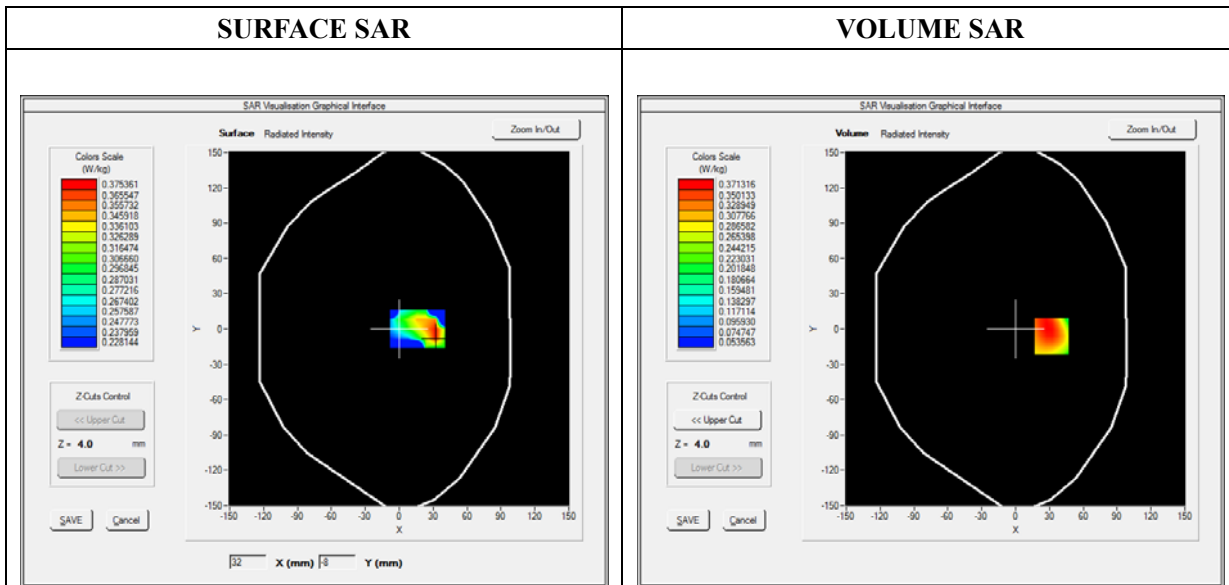 SURFACE SAR
VOLUME SAR
SAR Visualisation Graphical Interface
Surface Radiated Intensity
Zoom In/Out
Colors Scale
(W/kg)
0.375361
0.365547
0.355732
0.345918
0.336103
0.326289
0.316474
0.306660
0.296845
0.287031
0.277216
0.267402
0.257587
0.247773
0.237959
0.228144
Z-Cuts Control
<< Upper Cut
Z = 4.0 mm
Lower Cut >>
SAVE Cancel
150
120
90
60
30
0
-30
-60
-90
-120
-150
Y
-150 -120 -90 -60 -30 0 30 60 90 120 150
X
32 X (mm) -8 Y (mm)
SAR Visualisation Graphical Interface
Volume Radiated Intensity
Zoom In/Out
Colors Scale
(W/kg)
0.371316
0.350133
0.328949
0.307766
0.286582
0.265398
0.244215
0.223031
0.201848
0.180664
0.159481
0.138297
0.117114
0.095930
0.074747
0.053563
Z-Cuts Control
<< Upper Cut
Z = 4.0 mm
Lower Cut >>
SAVE Cancel
150
120
90
60
30
0
-30
-60
-90
-120
-150
Y
-150 -120 -90 -60 -30 0 30 60 90 120 150
X